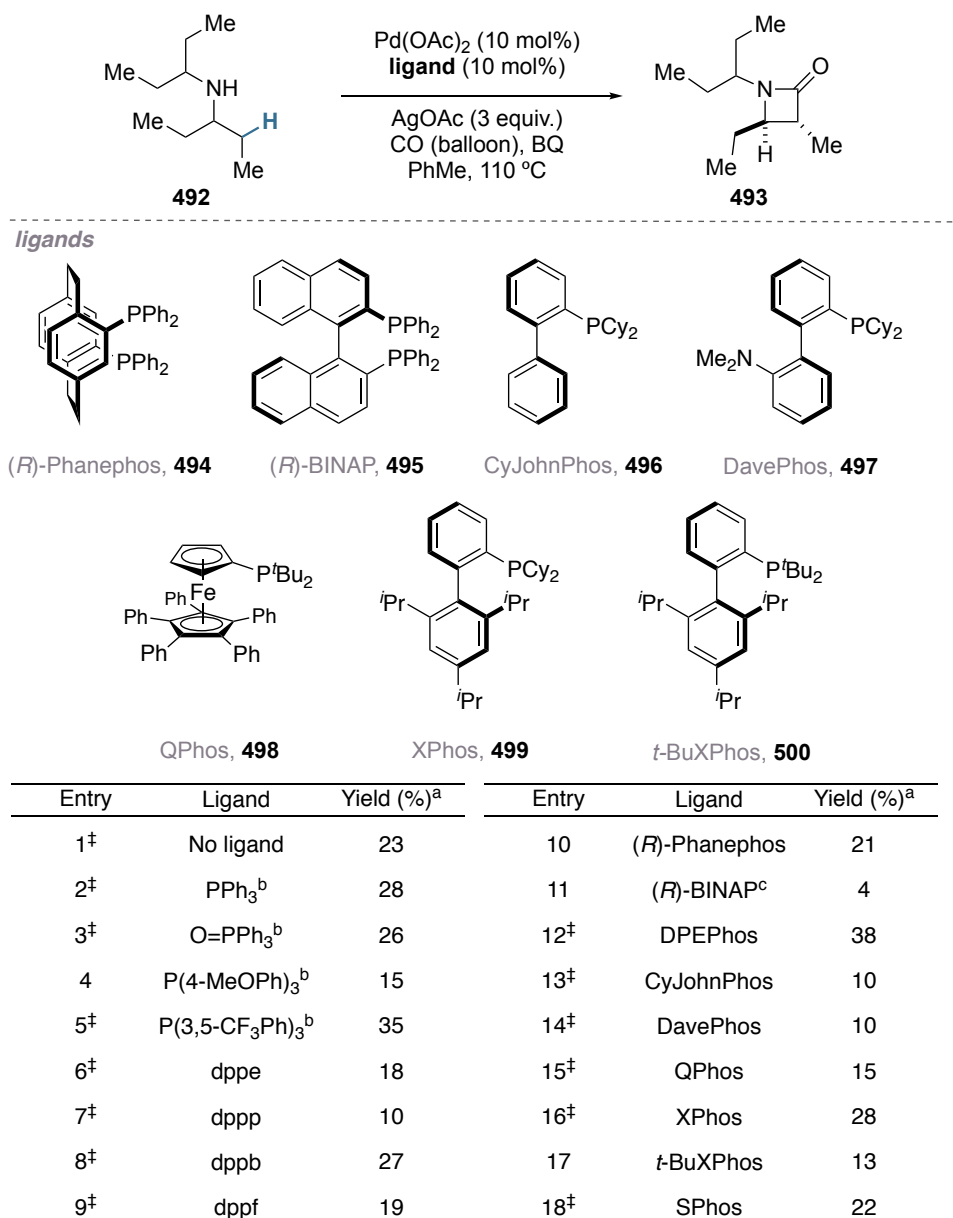 Me
Me
NH
Me
H
Me
492
Pd(OAc)2 (10 mol%)
ligand (10 mol%)
AgOAc (3 equiv.)
CO (balloon), BQ
PhMe, 110 ºC
Me
Me
N
O
Me
H
Me
493
ligands
PPh2
PPh2
(R)-Phanephos, 494
PPh2
PPh2
(R)-BINAP, 495
PCy2
CyJohnPhos, 496
PCy2
Me2N
DavePhos, 497
PtBu2
Fe
Ph
Ph
Ph
Ph
Ph
QPhos, 498
PCy2
iPr
iPr
iPr
XPhos, 499
PtBu2
iPr
iPr
iPr
t-BuXPhos, 500
Entry Ligand Yield (%)a Entry Ligand Yield (%)a
1‡ No ligand 23 10 (R)-Phanephos 21
2‡ PPh3b 28 11 (R)-BINAPc 4
3‡ O=PPh3b 26 12‡ DPEPhos 38
4 P(4-MeOPh)3b 15 13‡ CyJohnPhos 10
5‡ P(3,5-CF3Ph)3b 35 14‡ DavePhos 10
6‡ dppe 18 15‡ QPhos 15
7‡ dppp 10 16‡ XPhos 28
8‡ dppb 27 17 t-BuXPhos 13
9‡ dppf 19 18‡ SPhos 22